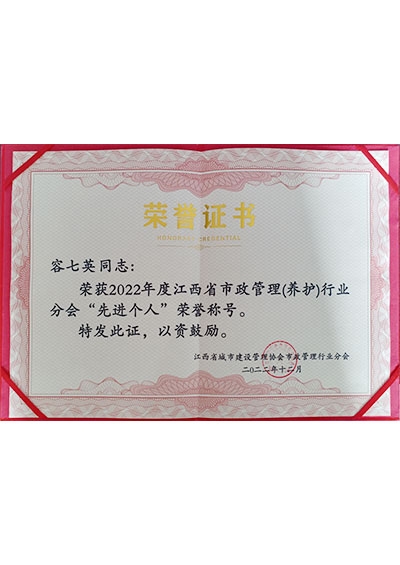 荣誉证书
HONORARY CREDENTIAL
容七英同志：
荣获2022年度江西省市政管理(养护)行业
分会“先进个人”荣誉称号。
特发此证，以资鼓励。
江西省城市建设管理协会市政管理行业分会
二〇二二年十二月